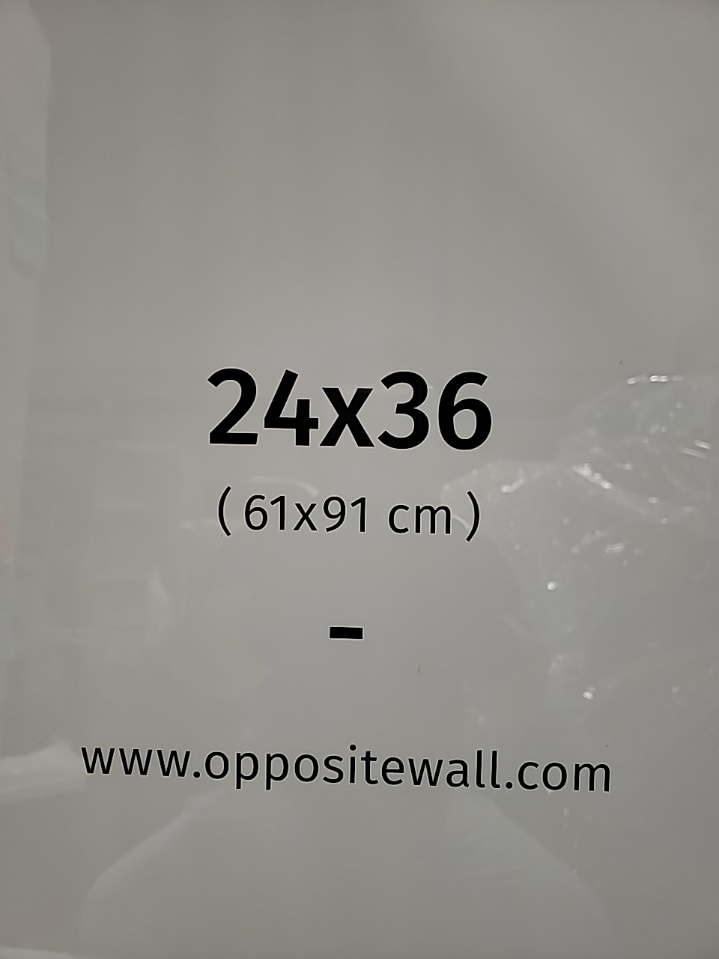 24x36
( 61x91 cm )
-
www.oppositewall.com